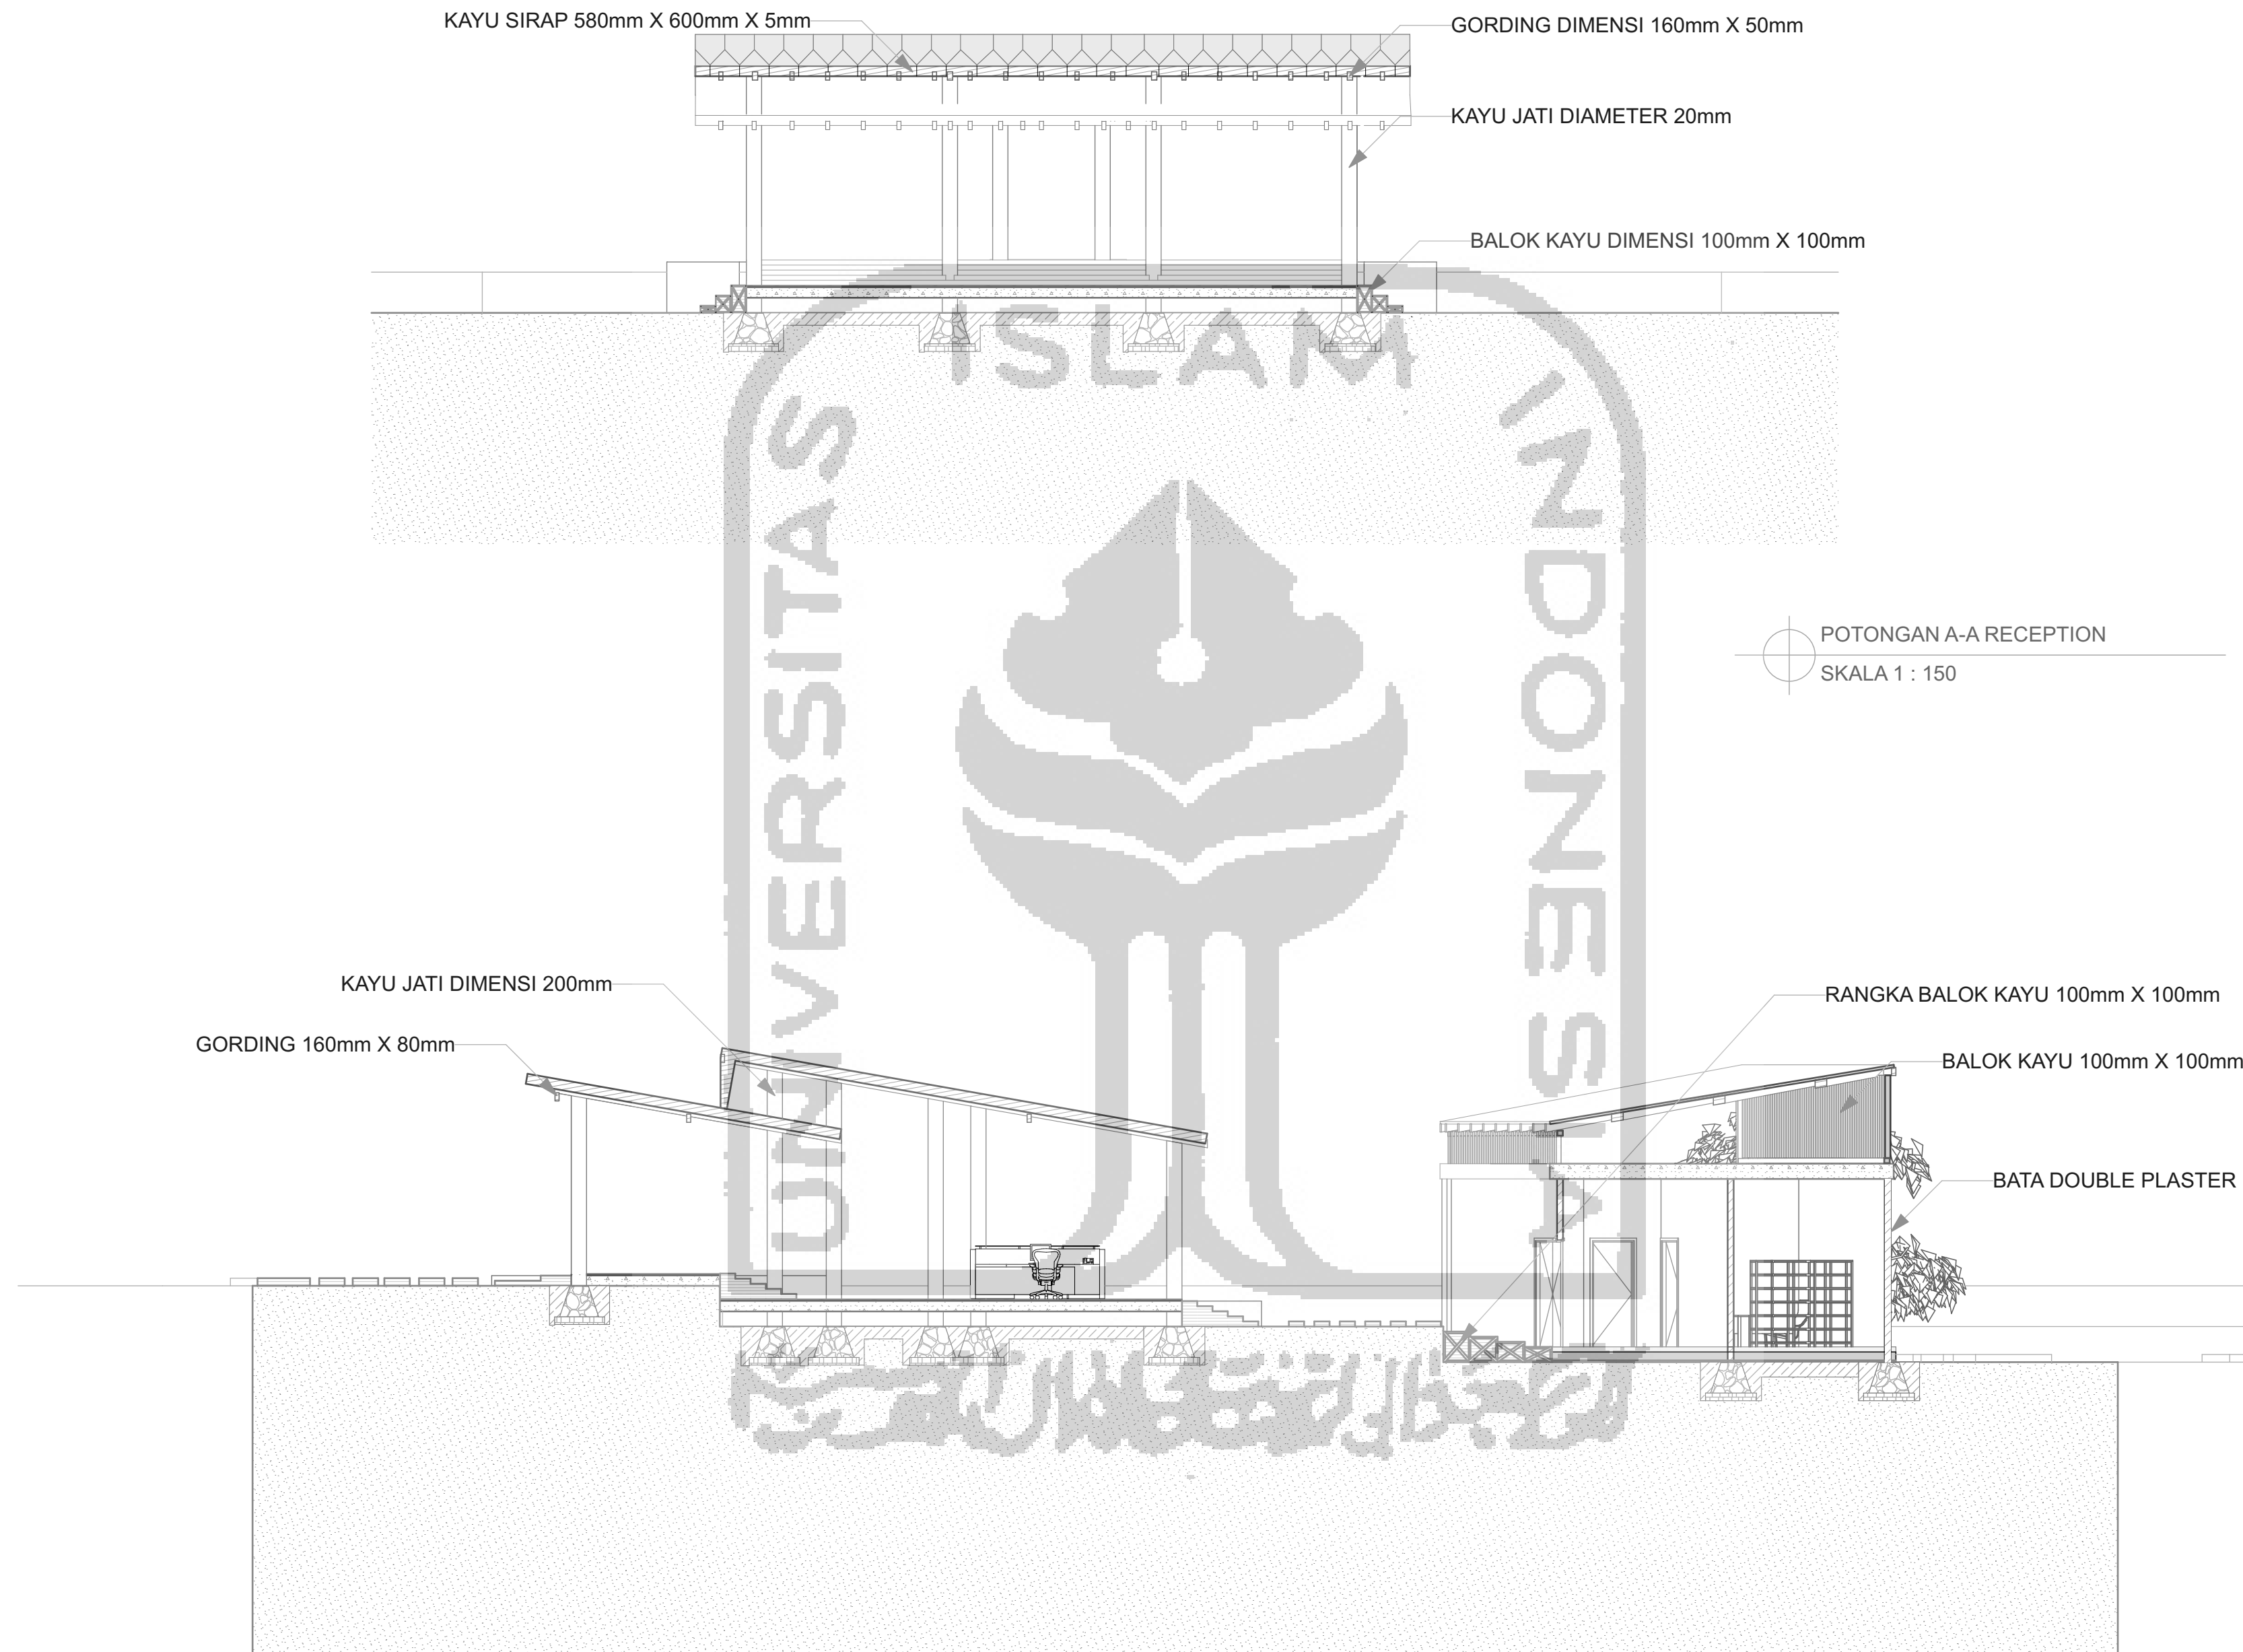 KAYU SIRAP 580mm X 600mm X 5mm
GORDING DIMENSI 160mm X 50mm
KAYU JATI DIAMETER 20mm
BALOK KAYU DIMENSI 100mm X 100mm
ISLAM
UNIVERSITAS
INDONESIA
POTONGAN A-A RECEPTION
SKALA 1 : 150
KAYU JATI DIMENSI 200mm
GORDING 160mm X 80mm
RANGKA BALOK KAYU 100mm X 100mm
BALOK KAYU 100mm X 100mm
BATA DOUBLE PLASTER